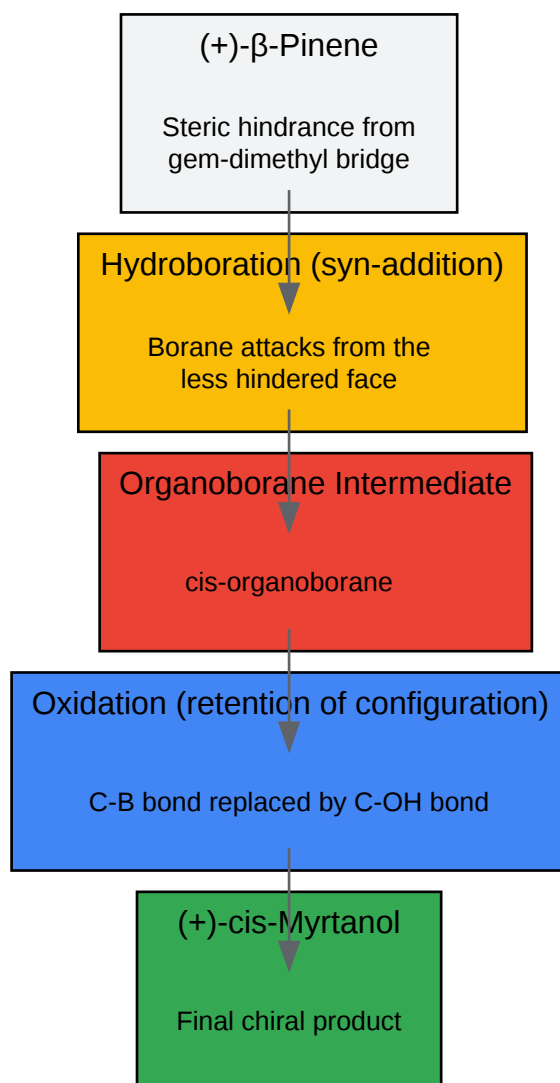 (+)-β-Pinene
Steric hindrance from
gem-dimethyl bridge
Hydroboration (syn-addition)
Borane attacks from the
less hindered face
Organoborane Intermediate
cis-organoborane
Oxidation (retention of configuration)
C-B bond replaced by C-OH bond
(+)-cis-Myrtanol
Final chiral product